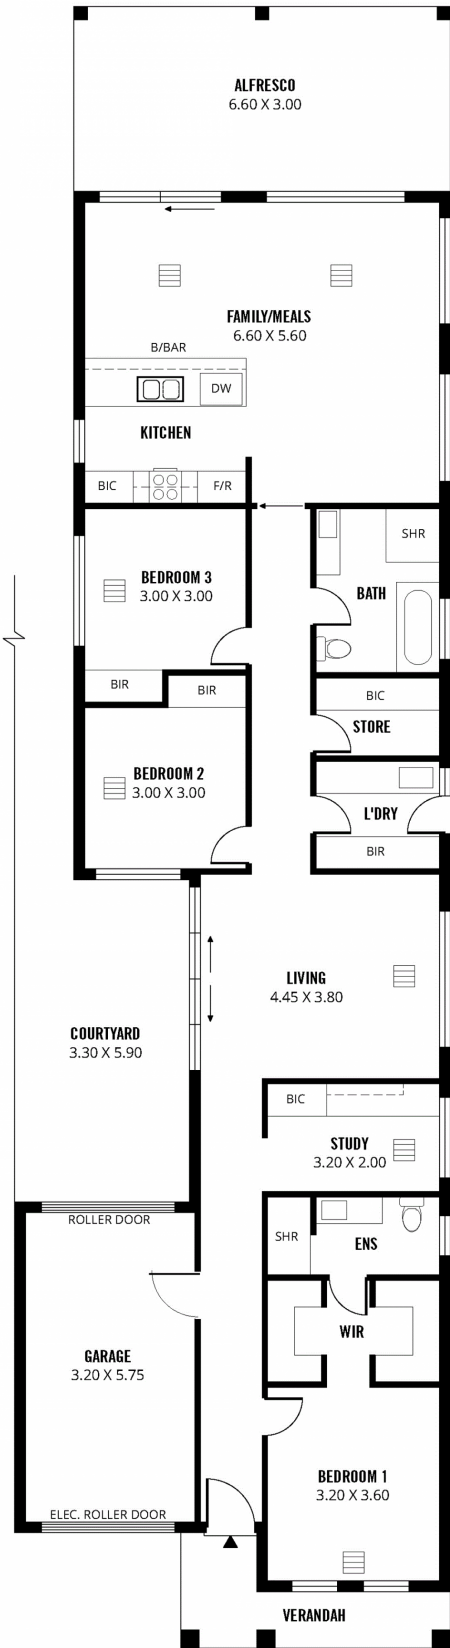 ALFRESCO
6.60 X 3.00
FAMILY/MEALS
6.60 X 5.60
B/BAR
DW
KITCHEN
BIC
F/R
SHR
BEDROOM 3
3.00 X 3.00
BATH
BIR
BIR
BIC
STORE
BEDROOM 2
3.00 X 3.00
L'DRY
BIR
LIVING
4.45 X 3.80
COURTYARD
3.30 X 5.90
BIC
STUDY
3.20 X 2.00
ROLLER DOOR
SHR
ENS
WIR
GARAGE
3.20 X 5.75
BEDROOM 1
3.20 X 3.60
ELEC. ROLLER DOOR
VERANDAH